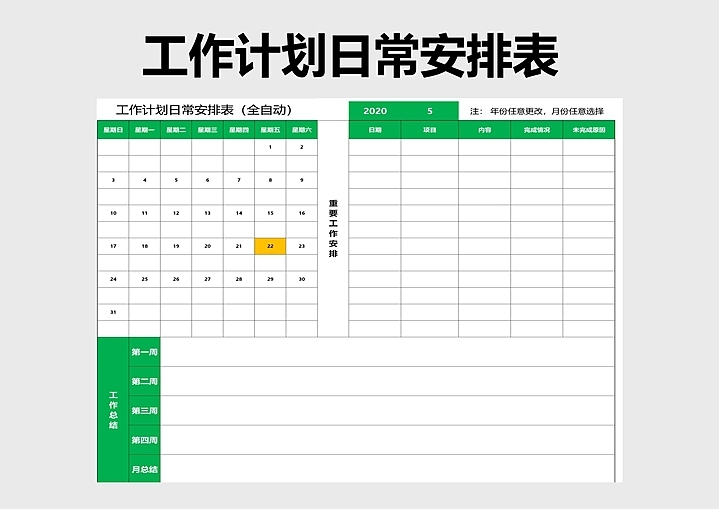 工作计划日常安排表
工作计划日常安排表（全自动） 2020 5 注： 年份任意更改，月份任意选择
星期日 星期一 星期二 星期三 星期四 星期五 星期六 日期 项目 内容 完成情况 未完成原因
1 2
3 4 5 6 7 8 9
10 11 12 13 14 15 16
17 18 19 20 21 22 23
24 25 26 27 28 29 30
31
重要工作安排
工作总结
第一周
第二周
第三周
第四周
月总结